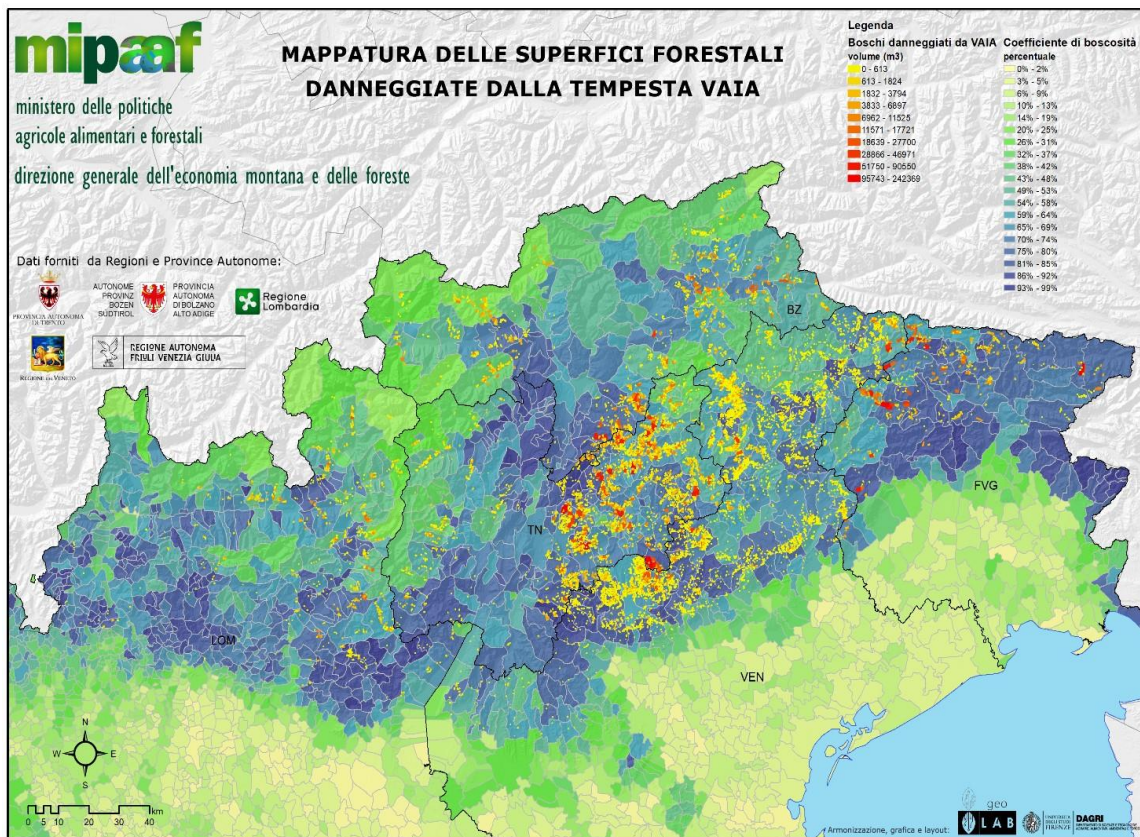 mipaaf
ministero delle politiche
agricole alimentari e forestali
direzione generale dell'economia montana e delle foreste
MAPPATURA DELLE SUPERFICI FORESTALI
DANNEGGIATE DALLA TEMPESTA VAIA
Legenda
Boschi danneggiati da VAIA
volume (m3)
0 - 613
613 - 1824
1832 - 3794
3833 - 6897
6962 - 11525
11571 - 17721
18639 - 27700
28866 - 46971
51750 - 90550
95743 - 242369
Coefficiente di boscosità
percentuale
0% - 2%
3% - 5%
6% - 9%
10% - 13%
14% - 19%
20% - 25%
26% - 31%
32% - 37%
38% - 42%
43% - 48%
49% - 53%
54% - 58%
59% - 64%
65% - 69%
70% - 74%
75% - 80%
81% - 85%
86% - 92%
93% - 99%
Dati forniti da Regioni e Province Autonome:
PROVINCIA AUTONOMA
DI TRENTO
AUTONOME
PROVINZ
BOZEN
SÜDTIROL
PROVINCIA
AUTONOMA
DI BOLZANO
ALTO ADIGE
Regione
Lombardia
REGIONE DEL VENETO
REGIONE AUTONOMA
FRIULI VENEZIA GIULIA
BZ
TN
FVG
LOM
VEN
N
W E
S
0 5 10 20 30 40
km
Armonizzazione, grafica e layout:
geo
LAB
UNIVERSITÀ
DEGLI STUDI
FIRENZE
DAGRI